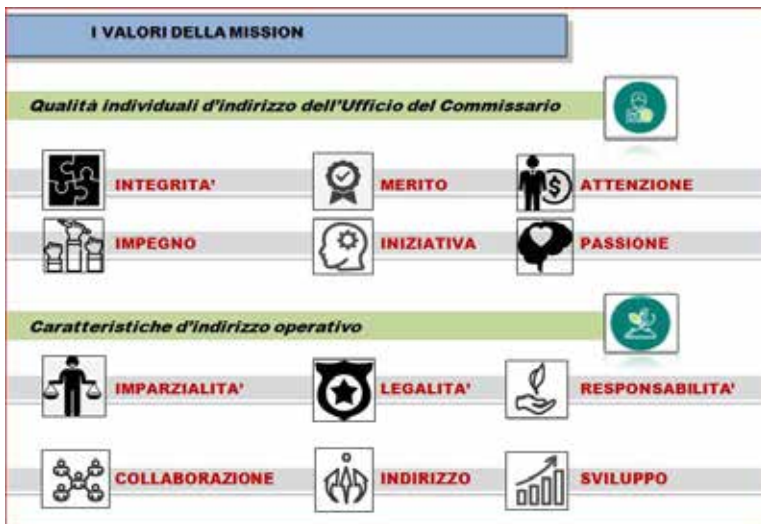 I VALORI DELLA MISSION
Qualità individuali d'indirizzo dell'Ufficio del Commissario
INTEGRITA' MERITO ATTENZIONE
IMPEGNO INIZIATIVA PASSIONE
Caratteristiche d'indirizzo operativo
IMPARZIALITA' LEGALITA' RESPONSABILITA'
COLLABORAZIONE INDIRIZZO SVILUPPO